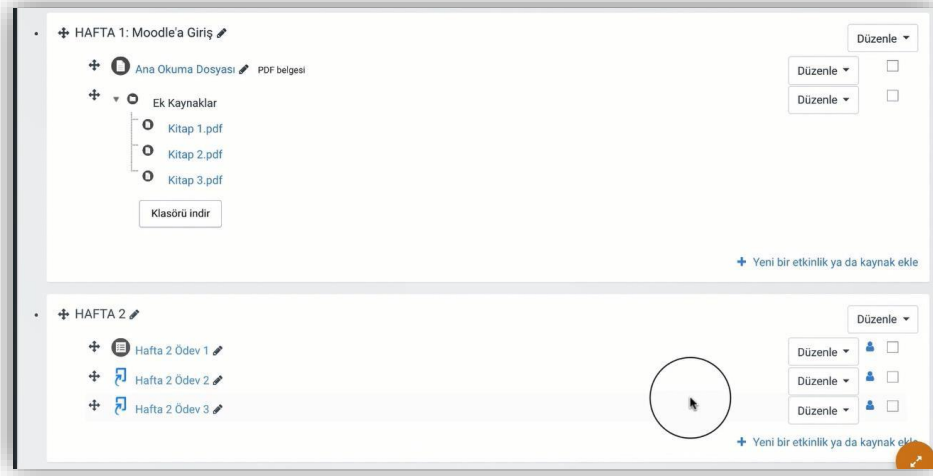 HAFTA 1: Moodle'a Giriş
Düzenle
Ana Okuma Dosyası PDF belgesi
Düzenle
Ek Kaynaklar
Düzenle
Kitap 1.pdf
Kitap 2.pdf
Kitap 3.pdf
Klasörü indir
+ Yeni bir etkinlik ya da kaynak ekle
HAFTA 2
Düzenle
Hafta 2 Ödev 1
Düzenle
Hafta 2 Ödev 2
Düzenle
Hafta 2 Ödev 3
Düzenle
+ Yeni bir etkinlik ya da kaynak ekle